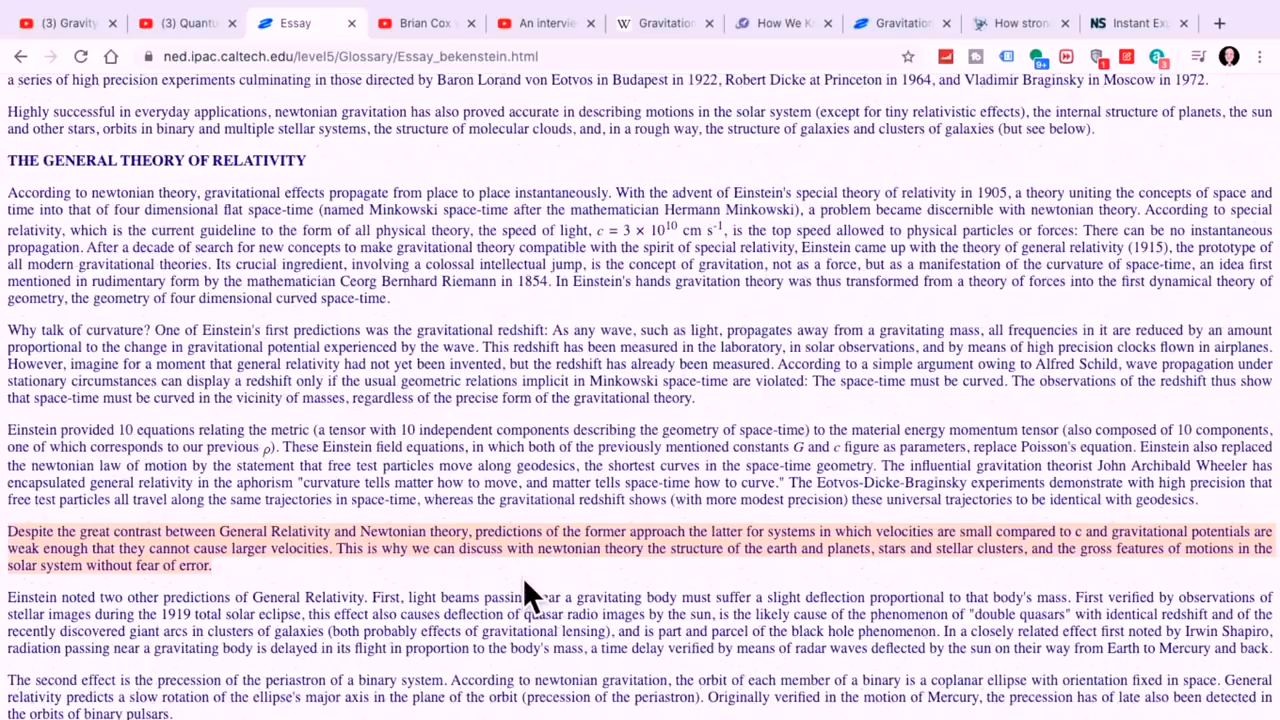 (3) Gravity
(3) Quantu
Essay
Brian Cox
An intervie
Gravitation
How We K
Gravitation
How stron
NS Instant Ex
ned.ipac.caltech.edu/level5/Glossary/Essay_bekenstein.html
9+
1
3
a series of high precision experiments culminating in those directed by Baron Lorand von Eotvos in Budapest in 1922, Robert Dicke at Princeton in 1964, and Vladimir Braginsky in Moscow in 1972.
Highly successful in everyday applications, newtonian gravitation has also proved accurate in describing motions in the solar system (except for tiny relativistic effects), the internal structure of planets, the sun
and other stars, orbits in binary and multiple stellar systems, the structure of molecular clouds, and, in a rough way, the structure of galaxies and clusters of galaxies (but see below).
THE GENERAL THEORY OF RELATIVITY
According to newtonian theory, gravitational effects propagate from place to place instantaneously. With the advent of Einstein's special theory of relativity in 1905, a theory uniting the concepts of space and
time into that of four dimensional flat space-time (named Minkowski space-time after the mathematician Hermann Minkowski), a problem became discernible with newtonian theory. According to special
relativity, which is the current guideline to the form of all physical theory, the speed of light, c = 3 × 10¹⁰ cm s⁻¹, is the top speed allowed to physical particles or forces: There can be no instantaneous
propagation. After a decade of search for new concepts to make gravitational theory compatible with the spirit of special relativity, Einstein came up with the theory of general relativity (1915), the prototype of
all modern gravitational theories. Its crucial ingredient, involving a colossal intellectual jump, is the concept of gravitation, not as a force, but as a manifestation of the curvature of space-time, an idea first
mentioned in rudimentary form by the mathematician Ceorg Bernhard Riemann in 1854. In Einstein's hands gravitation theory was thus transformed from a theory of forces into the first dynamical theory of
geometry, the geometry of four dimensional curved space-time.
Why talk of curvature? One of Einstein's first predictions was the gravitational redshift: As any wave, such as light, propagates away from a gravitating mass, all frequencies in it are reduced by an amount
proportional to the change in gravitational potential experienced by the wave. This redshift has been measured in the laboratory, in solar observations, and by means of high precision clocks flown in airplanes.
However, imagine for a moment that general relativity had not yet been invented, but the redshift has already been measured. According to a simple argument owing to Alfred Schild, wave propagation under
stationary circumstances can display a redshift only if the usual geometric relations implicit in Minkowski space-time are violated: The space-time must be curved. The observations of the redshift thus show
that space-time must be curved in the vicinity of masses, regardless of the precise form of the gravitational theory.
Einstein provided 10 equations relating the metric (a tensor with 10 independent components describing the geometry of space-time) to the material energy momentum tensor (also composed of 10 components,
one of which corresponds to our previous ρ). These Einstein field equations, in which both of the previously mentioned constants G and c figure as parameters, replace Poisson's equation. Einstein also replaced
the newtonian law of motion by the statement that free test particles move along geodesics, the shortest curves in the space-time geometry. The influential gravitation theorist John Archibald Wheeler has
encapsulated general relativity in the aphorism "curvature tells matter how to move, and matter tells space-time how to curve." The Eotvos-Dicke-Braginsky experiments demonstrate with high precision that
free test particles all travel along the same trajectories in space-time, whereas the gravitational redshift shows (with more modest precision) these universal trajectories to be identical with geodesics.
Despite the great contrast between General Relativity and Newtonian theory, predictions of the former approach the latter for systems in which velocities are small compared to c and gravitational potentials are
weak enough that they cannot cause larger velocities. This is why we can discuss with newtonian theory the structure of the earth and planets, stars and stellar clusters, and the gross features of motions in the
solar system without fear of error.
Einstein noted two other predictions of General Relativity. First, light beams passing near a gravitating body must suffer a slight deflection proportional to that body's mass. First verified by observations of
stellar images during the 1919 total solar eclipse, this effect also causes deflection of quasar radio images by the sun, is the likely cause of the phenomenon of "double quasars" with identical redshift and of the
recently discovered giant arcs in clusters of galaxies (both probably effects of gravitational lensing), and is part and parcel of the black hole phenomenon. In a closely related effect first noted by Irwin Shapiro,
radiation passing near a gravitating body is delayed in its flight in proportion to the body's mass, a time delay verified by means of radar waves deflected by the sun on their way from Earth to Mercury and back.
The second effect is the precession of the periastron of a binary system. According to newtonian gravitation, the orbit of each member of a binary is a coplanar ellipse with orientation fixed in space. General
relativity predicts a slow rotation of the ellipse's major axis in the plane of the orbit (precession of the periastron). Originally verified in the motion of Mercury, the precession has of late also been detected in
the orbits of binary pulsars.